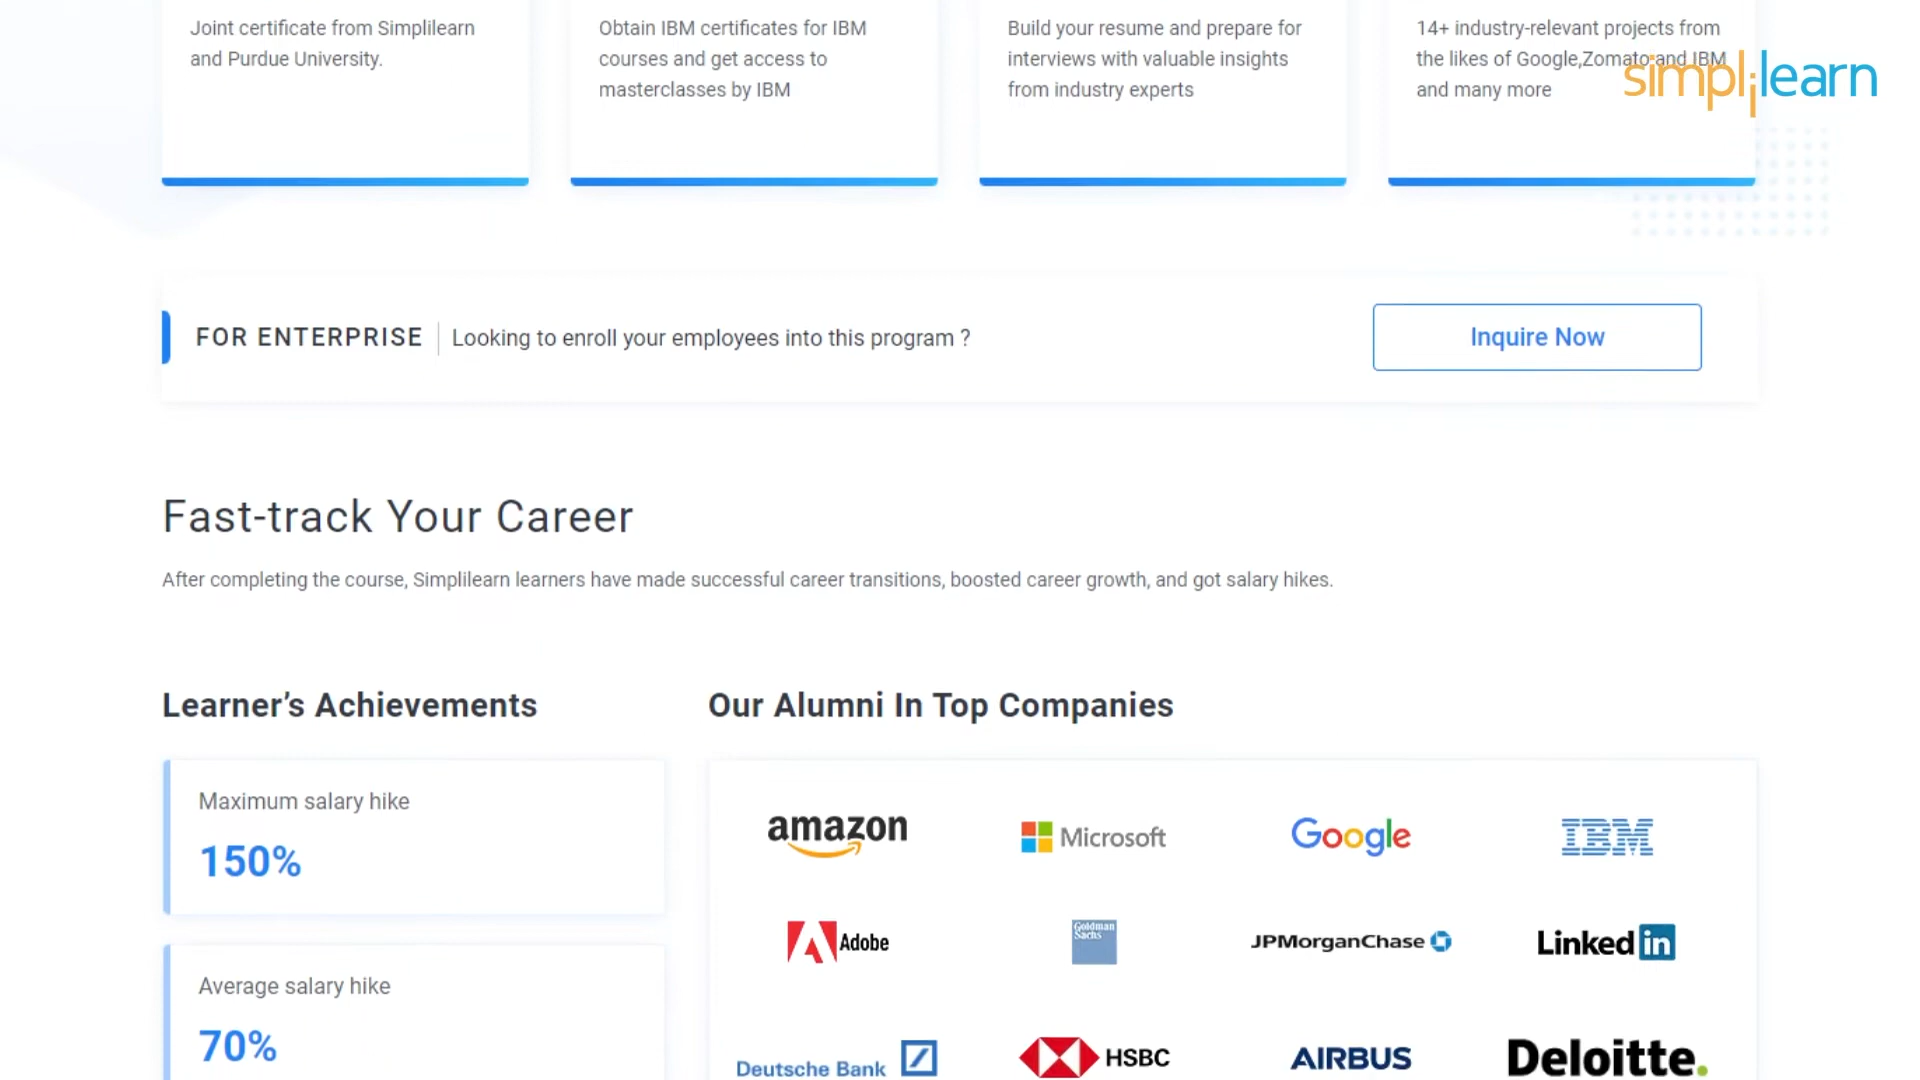 Joint certificate from Simplilearn
and Purdue University.
Obtain IBM certificates for IBM
courses and get access to
masterclasses by IBM
Build your resume and prepare for
interviews with valuable insights
from industry experts
14+ industry-relevant projects from
the likes of Google,Zomato and IBM
and many more
simplilearn
FOR ENTERPRISE
Looking to enroll your employees into this program ?
Inquire Now
Fast-track Your Career
After completing the course, Simplilearn learners have made successful career transitions, boosted career growth, and got salary hikes.
Learner’s Achievements
Maximum salary hike
150%
Average salary hike
70%
Our Alumni In Top Companies
amazon
Microsoft
Google
IBM
Adobe
Goldman
Sachs
JPMorganChase
Linked in
Deutsche Bank
HSBC
AIRBUS
Deloitte.